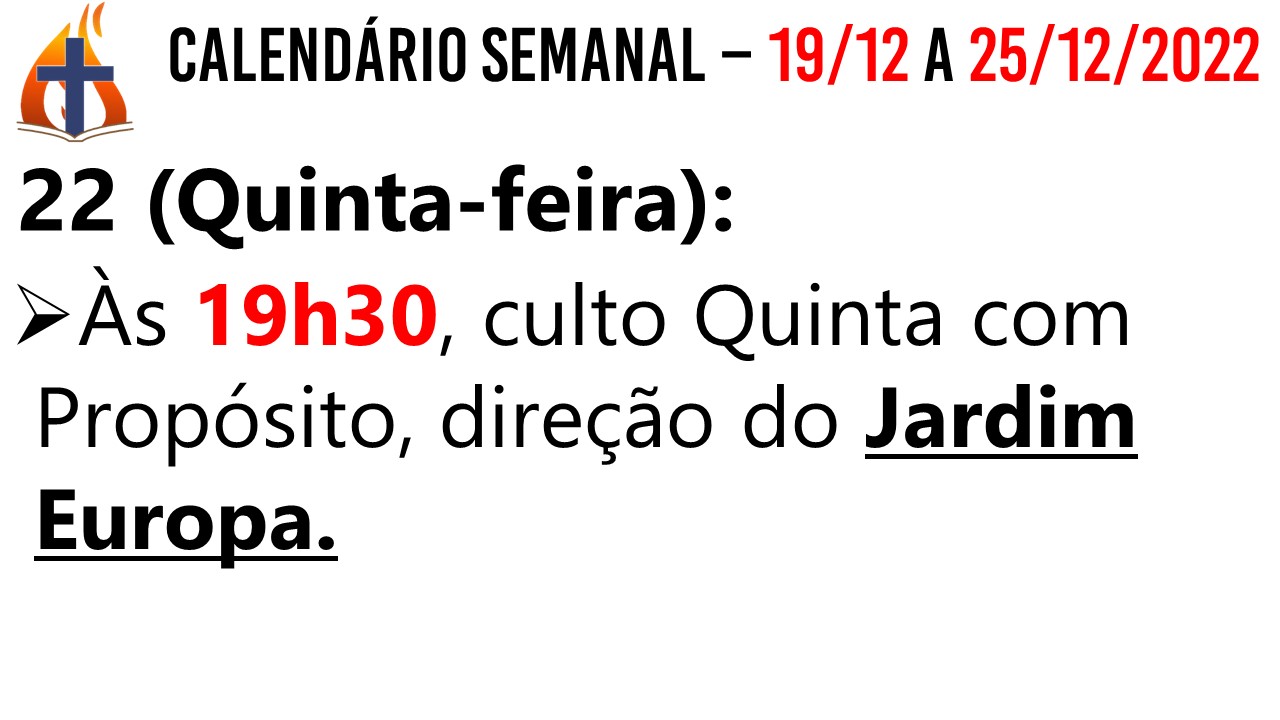 CALENDÁRIO SEMANAL – 19/12 A 25/12/2022
22 (Quinta-feira):
➢Às 19h30, culto Quinta com
Propósito, direção do Jardim
Europa.